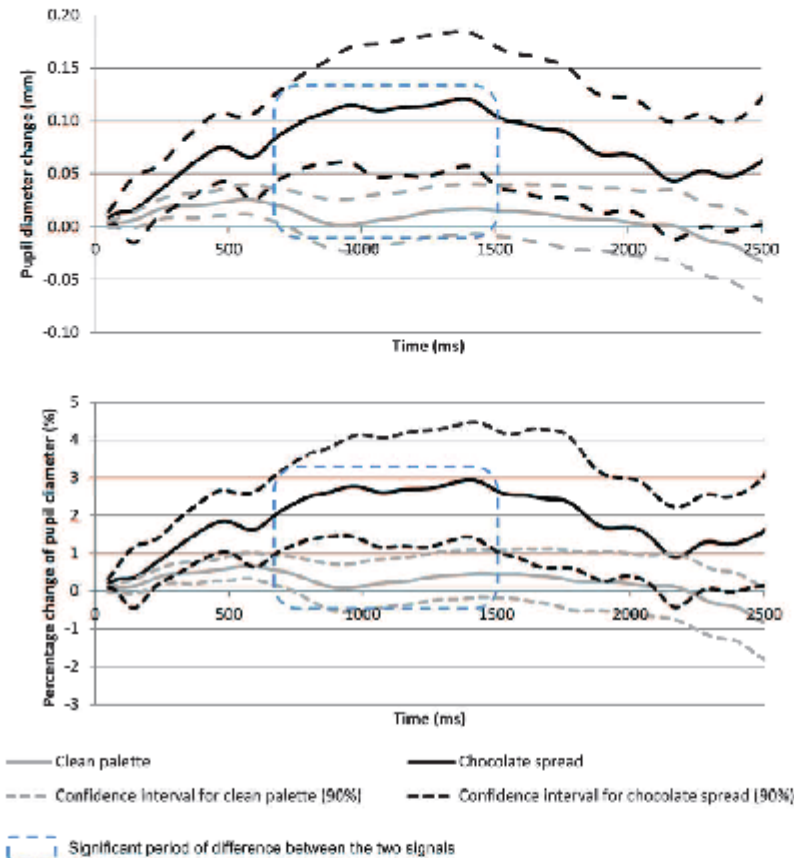 Pupil diameter change (mm)
0.20
0.15
0.10
0.05
0.00
-0.05
-0.10
0 500 1000 1500 2000 2500
Time (ms)
Percentage change of pupil diameter (%)
5
4
3
2
1
0
-1
-2
-3
0 500 1000 1500 2000 2500
Time (ms)
Clean palette
Chocolate spread
Confidence interval for clean palette (90%)
Confidence interval for chocolate spread (90%)
Significant period of difference between the two signals